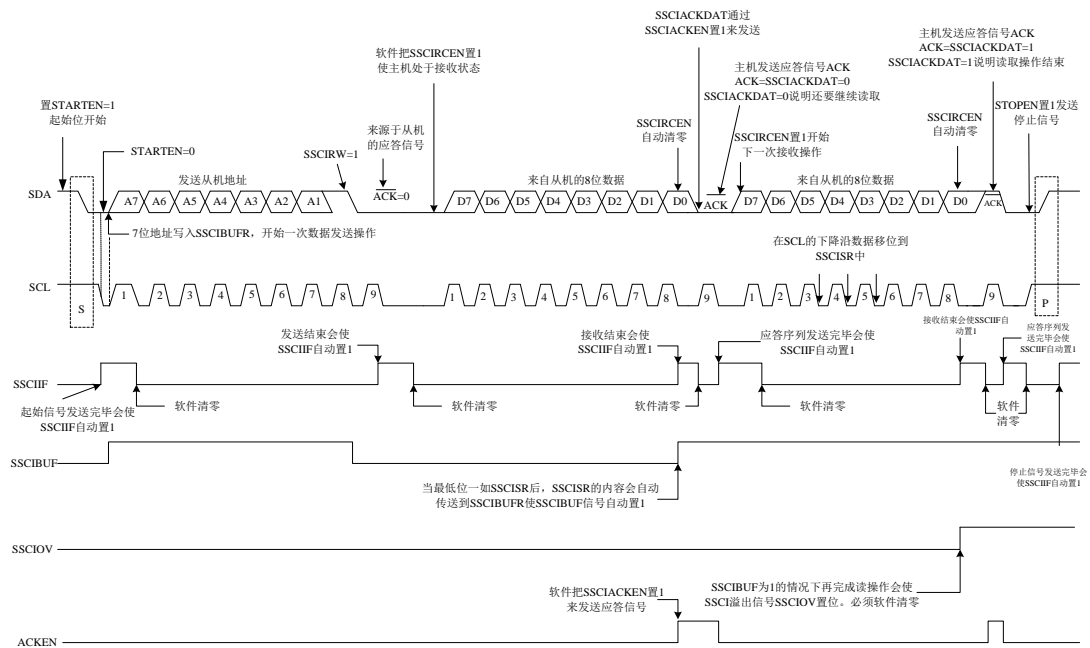 SSCIACKDAT通过
SSCIACKEN置1来发送
主机发送应答信号ACK
ACK=SSCIACKDAT=1
SSCIACKDAT=1说明读取操作结束
软件把SSCIRCEN置1
使主机处于接收状态
主机发送应答信号ACK
ACK=SSCIACKDAT=0
SSCIACKDAT=0说明还要继续读取
置STARTEN=1
起始位开始
STOPEN置1发送
停止信号
来源于从机
的应答信号
SSCIRCEN
自动清零
SSCIRCEN置1开始
下一次接收操作
SSCIRCEN
自动清零
STARTEN=0
SSCIRW=1
发送从机地址
来自从机的8位数据
来自从机的8位数据
SDA
A7 A6 A5 A4 A3 A2 A1
ACK=0
D7 D6 D5 D4 D3 D2 D1 D0
ACK
D7 D6 D5 D4 D3 D2 D1 D0
ACK
7位地址写入SSCIBUFR，开始一次数据发送操作
在SCL的下降沿数据移位到
SSCISR中
SCL
S
1 2 3 4 5 6 7 8 9
1 2 3 4 5 6 7 8 9
1 2 3 4 5 6 7 8 9
P
发送结束会使
SSCIIF自动置1
接收结束会使
SSCIIF自动置1
应答序列发送完毕会使
SSCIIF自动置1
接收结束会使SSCIIF自
动置1
应答序列发
送完毕会使
SSCIIF自动置1
SSCIIF
起始信号发送完毕会使
SSCIIF自动置1
软件清零
软件清零
软件清零
软件清零
软件
清零
SSCIBUF
当最低位一如SSCISR后，SSCISR的内容会自动
传送到SSCIBUFR使SSCIBUF信号自动置1
停止信号发送完毕会
使SSCIIF自动置1
SSCIOV
软件把SSCIACKEN置1
来发送应答信号
SSCIBUF为1的情况下再完成读操作会使
SSCI溢出信号SSCIOV置位。必须软件清零
ACKEN